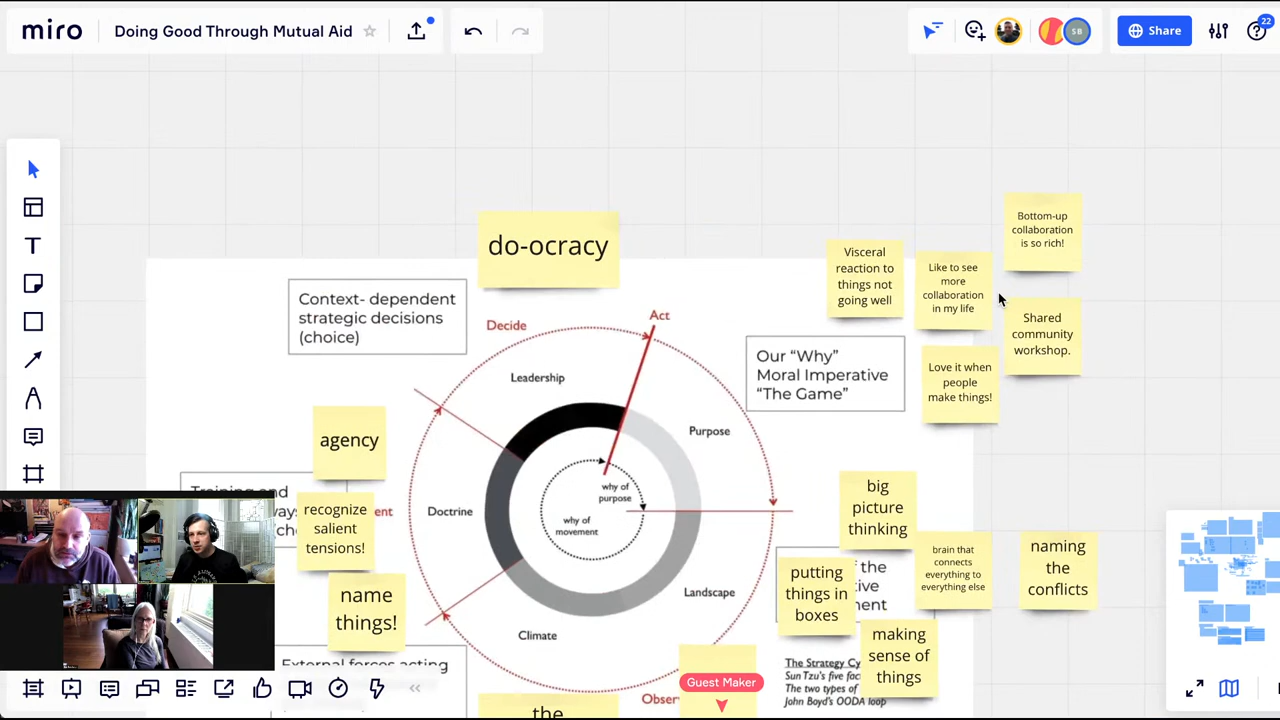 miro
Doing Good Through Mutual Aid
SB
Share
22
do-ocracy
Context- dependent
strategic decisions
(choice)
Decide
Act
Leadership
Purpose
Doctrine
Landscape
Climate
why of
purpose
why of
movement
Our “Why”
Moral Imperative
“The Game”
Visceral
reaction to
things not
going well
Like to see
more
collaboration
in my life
Bottom-up
collaboration
is so rich!
Shared
community
workshop.
Love it when
people
make things!
agency
recognize
salient
tensions!
name
things!
big
picture
thinking
brain that
connects
everything to
everything else
naming
the
conflicts
putting
things in
boxes
making
sense of
things
External forces acting
The Strategy Cy
Sun Tzu's five fac
The two types of
John Boyd's OODA loop
Guest Maker
Obser
the